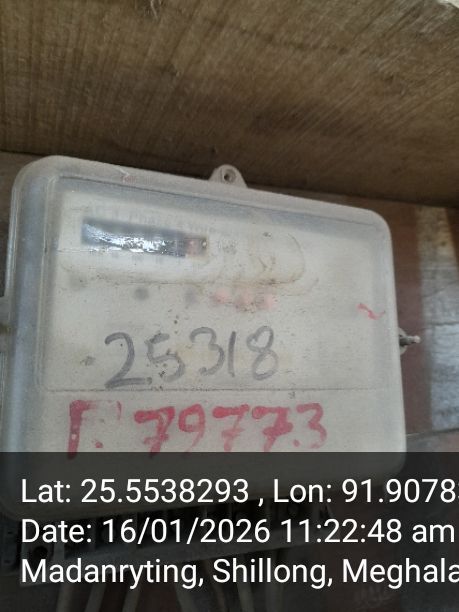 25318
79773
Lat: 25.5538293 , Lon: 91.9078
Date: 16/01/2026 11:22:48 am
Madanryting, Shillong, Meghala